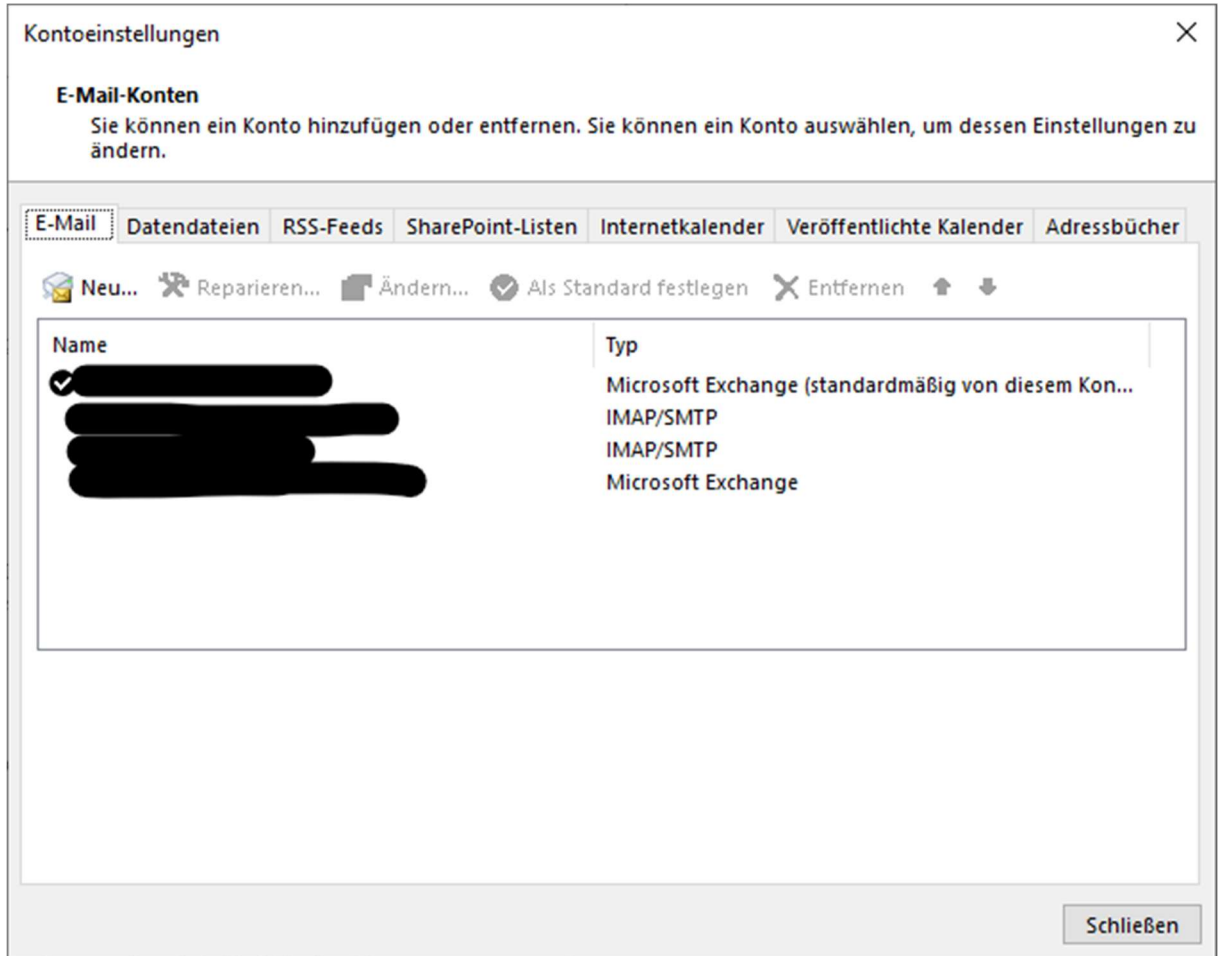 Kontoeinstellungen
E-Mail-Konten
Sie können ein Konto hinzufügen oder entfernen. Sie können ein Konto auswählen, um dessen Einstellungen zu
ändern.
E-Mail Datendateien RSS-Feeds SharePoint-Listen Internetkalender Veröffentlichte Kalender Adressbücher
Neu... Reparieren... Ändern... Als Standard festlegen Entfernen
Name Typ
Microsoft Exchange (standardmäßig von diesem Kon...
IMAP/SMTP
IMAP/SMTP
Microsoft Exchange
Schließen